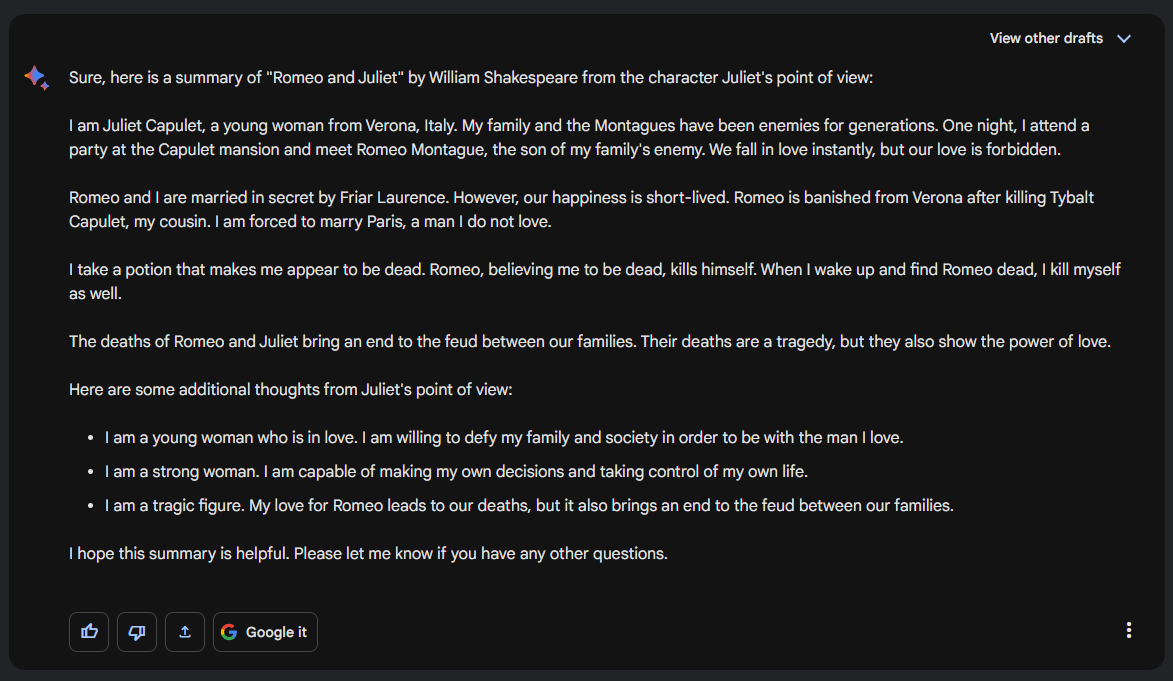 View other drafts
Sure, here is a summary of "Romeo and Juliet" by William Shakespeare from the character Juliet's point of view:
I am Juliet Capulet, a young woman from Verona, Italy. My family and the Montagues have been enemies for generations. One night, I attend a
party at the Capulet mansion and meet Romeo Montague, the son of my family's enemy. We fall in love instantly, but our love is forbidden.
Romeo and I are married in secret by Friar Laurence. However, our happiness is short-lived. Romeo is banished from Verona after killing Tybalt
Capulet, my cousin. I am forced to marry Paris, a man I do not love.
I take a potion that makes me appear to be dead. Romeo, believing me to be dead, kills himself. When I wake up and find Romeo dead, I kill myself
as well.
The deaths of Romeo and Juliet bring an end to the feud between our families. Their deaths are a tragedy, but they also show the power of love.
Here are some additional thoughts from Juliet's point of view:
• I am a young woman who is in love. I am willing to defy my family and society in order to be with the man I love.
• I am a strong woman. I am capable of making my own decisions and taking control of my own life.
• I am a tragic figure. My love for Romeo leads to our deaths, but it also brings an end to the feud between our families.
I hope this summary is helpful. Please let me know if you have any other questions.
Google it